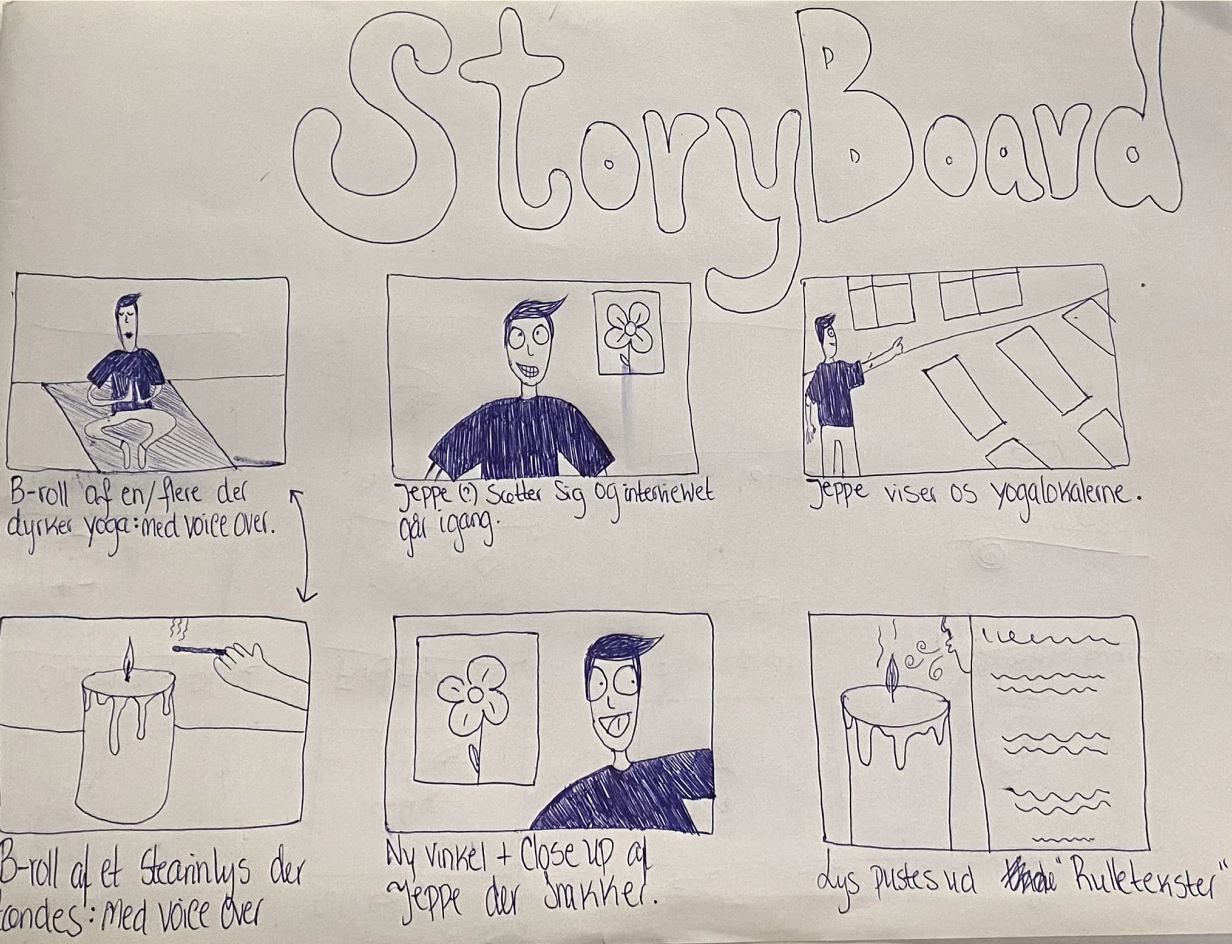 StoryBoard
B-roll af en/flere der
dyrker yoga: med voice over.
Jeppe (?) Sætter Sig og interviewet
går igang.
Jeppe viser os yogalokalerne.
B-roll af et Stearinlys der
tændes: Med voice over
Ny vinkel + Close up af
Jeppe der Snakker.
Lys pustes ud "Rulletekster"